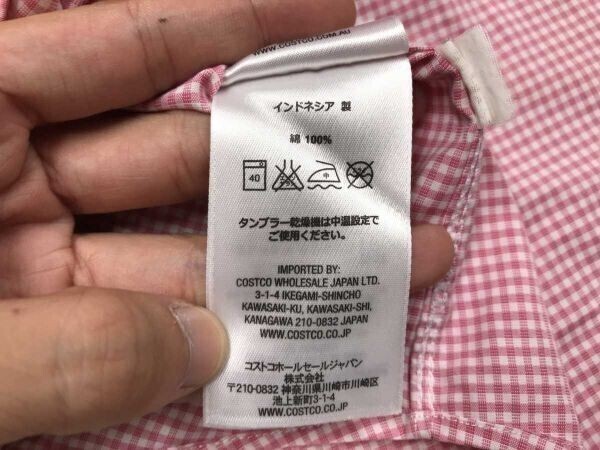 WWW.COSTCO.COM.AU
インドネシア 製
綿 100%
40
中
タンブラー乾燥機は中温設定で
ご使用ください。
IMPORTED BY:
COSTCO WHOLESALE JAPAN LTD.
3-1-4 IKEGAMI-SHINCHO
KAWASAKI-KU, KAWASAKI-SHI,
KANAGAWA 210-0832 JAPAN
WWW.COSTCO.CO.JP
コストコホールセールジャパン
株式会社
〒210-0832 神奈川県川崎市川崎区
池上新町3-1-4
WWW.COSTCO.CO.JP